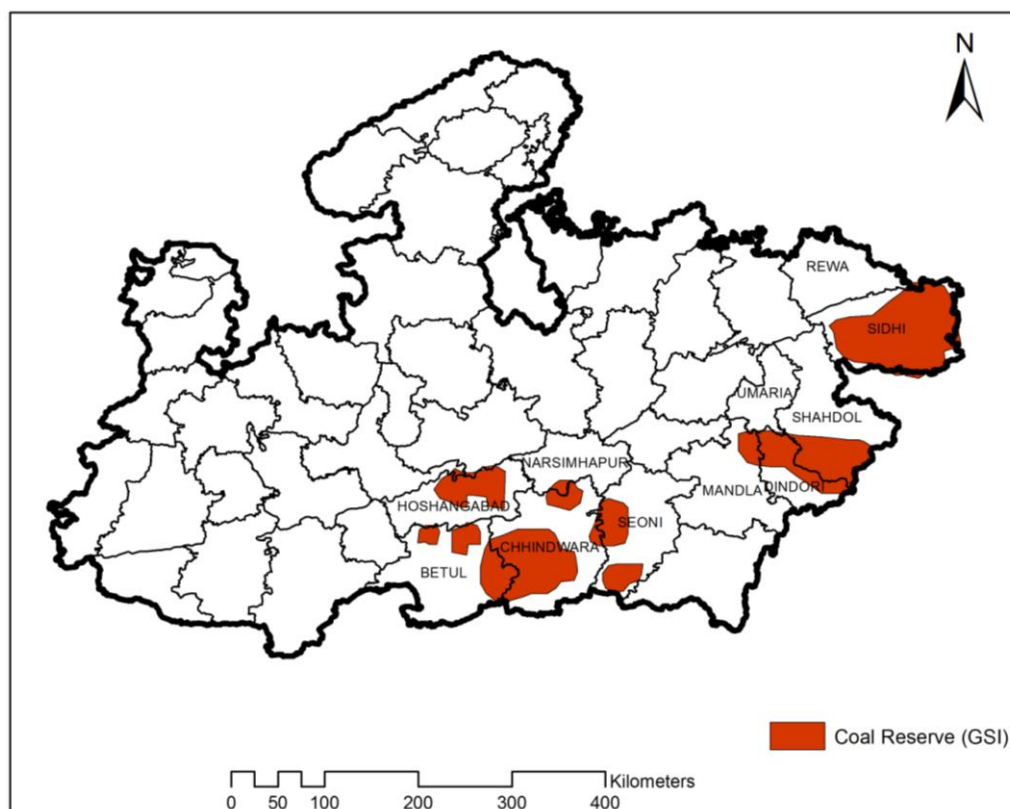 N
REWA
SIDHI
UMARIA
SHAHDOL
NARSIMHAPUR
MANDLA
DINDORI
HOSHANGABAD
SEONI
CHHINDWARA
BETUL
Coal Reserve (GSI)
Kilometers
0 50 100 200 300 400